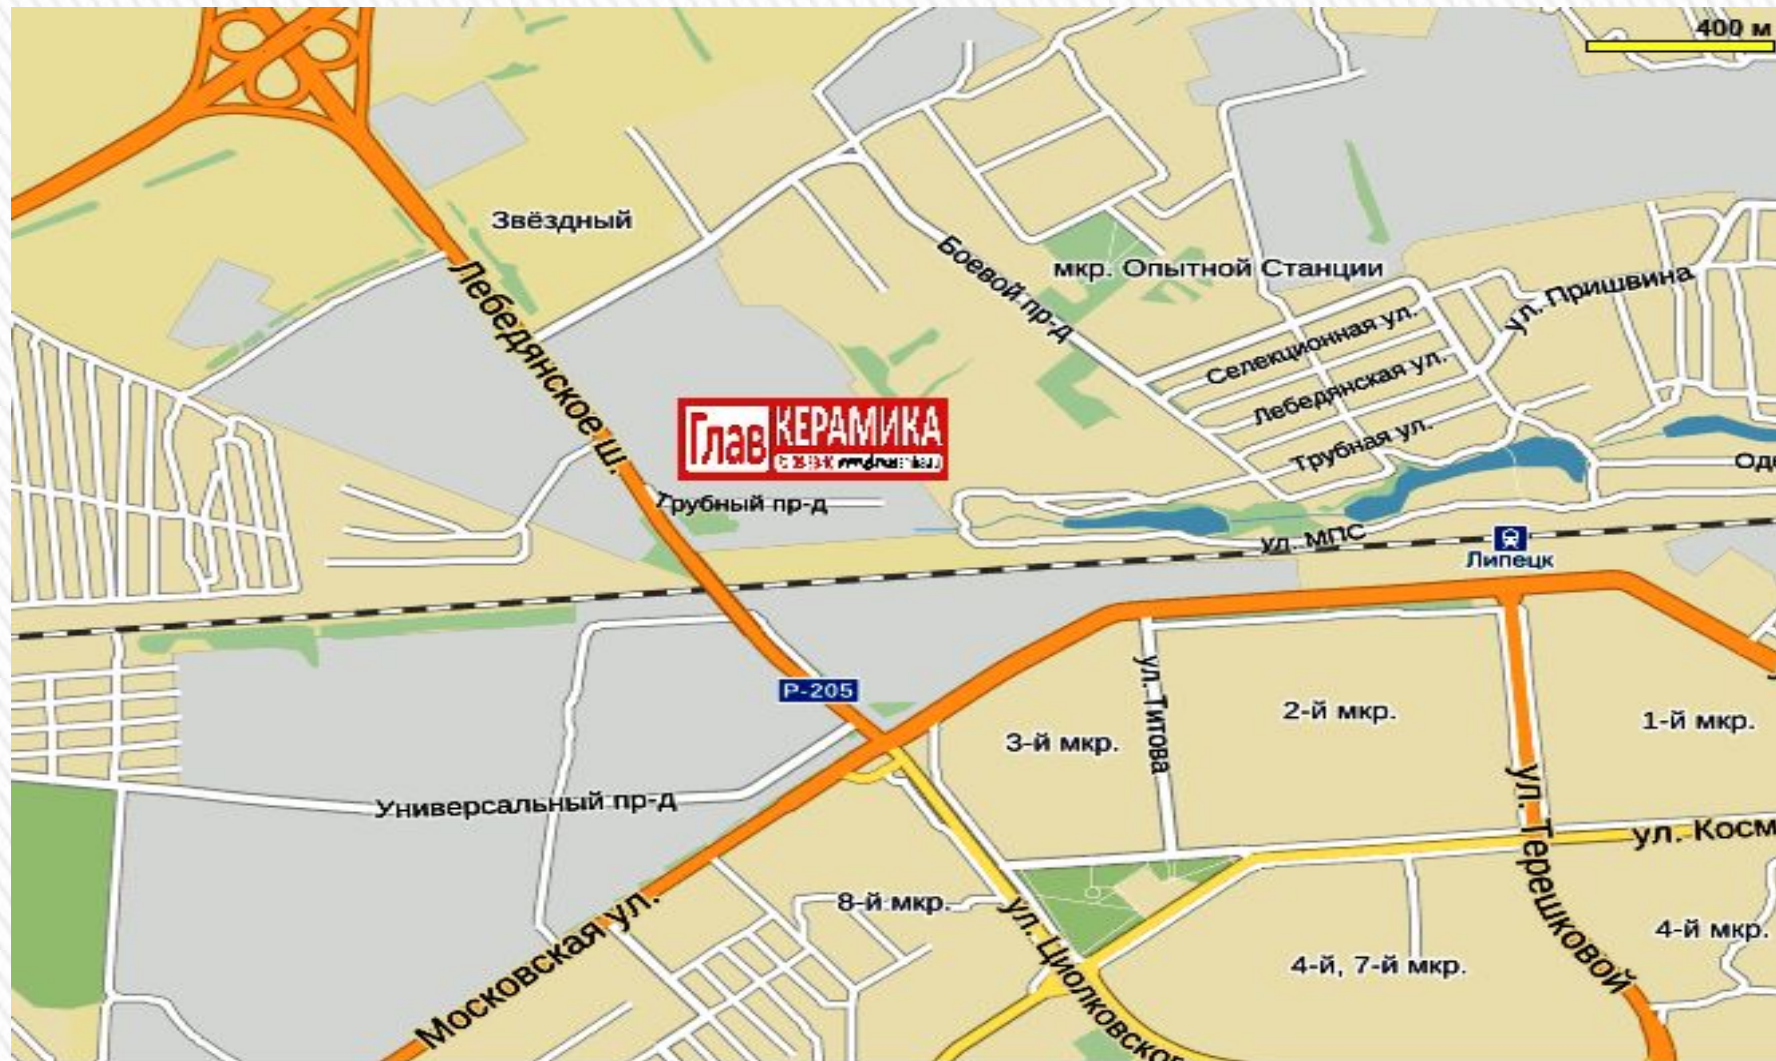 400 м
Звёздный
Боевой пр-д
мкр. Опытной Станции
ул. Пришвина
Лебедянское ш.
Селекционная ул.
Лебедянская ул.
Трубная ул.
Глав КЕРАМИКА
Трубный пр-д
ул. МПС
Липецк
Р-205
ул. Титова
2-й мкр.
1-й мкр.
3-й мкр.
Универсальный пр-д
ул. Терешковой
ул. Косм
8-й мкр.
Московская ул.
ул. Циолковског
4-й, 7-й мкр.
4-й мкр.